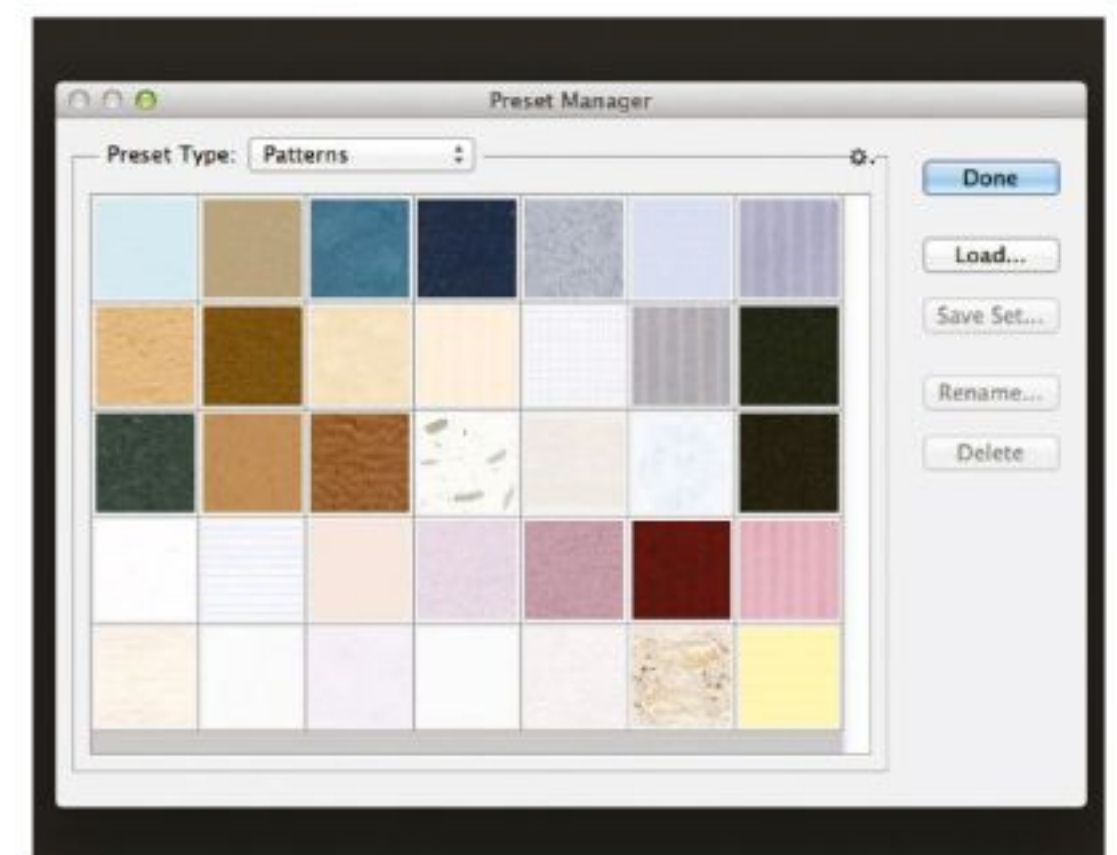 Preset Manager
Preset Type: Patterns
Done
Load...
Save Set...
Rename...
Delete